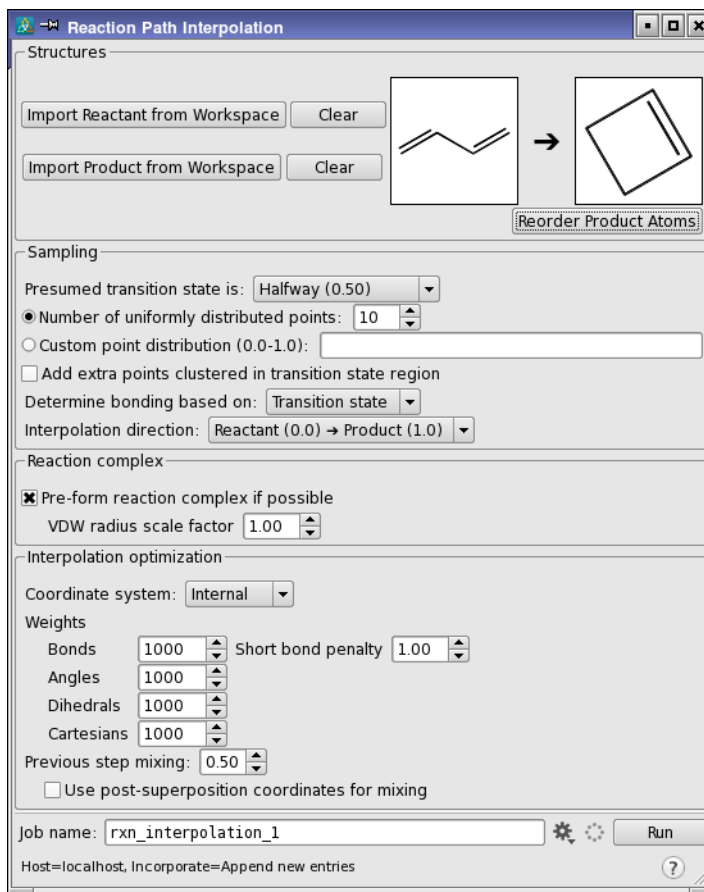 Reaction Path Interpolation
Structures
Import Reactant from Workspace Clear
Import Product from Workspace Clear
Reorder Product Atoms
Sampling
Presumed transition state is: Halfway (0.50)
Number of uniformly distributed points: 10
Custom point distribution (0.0-1.0):
Add extra points clustered in transition state region
Determine bonding based on: Transition state
Interpolation direction: Reactant (0.0) → Product (1.0)
Reaction complex
Pre-form reaction complex if possible
VDW radius scale factor 1.00
Interpolation optimization
Coordinate system: Internal
Weights
Bonds 1000 Short bond penalty 1.00
Angles 1000
Dihedrals 1000
Cartesians 1000
Previous step mixing: 0.50
Use post-superposition coordinates for mixing
Job name: rxn_interpolation_1 Run
Host=localhost, Incorporate=Append new entries ?